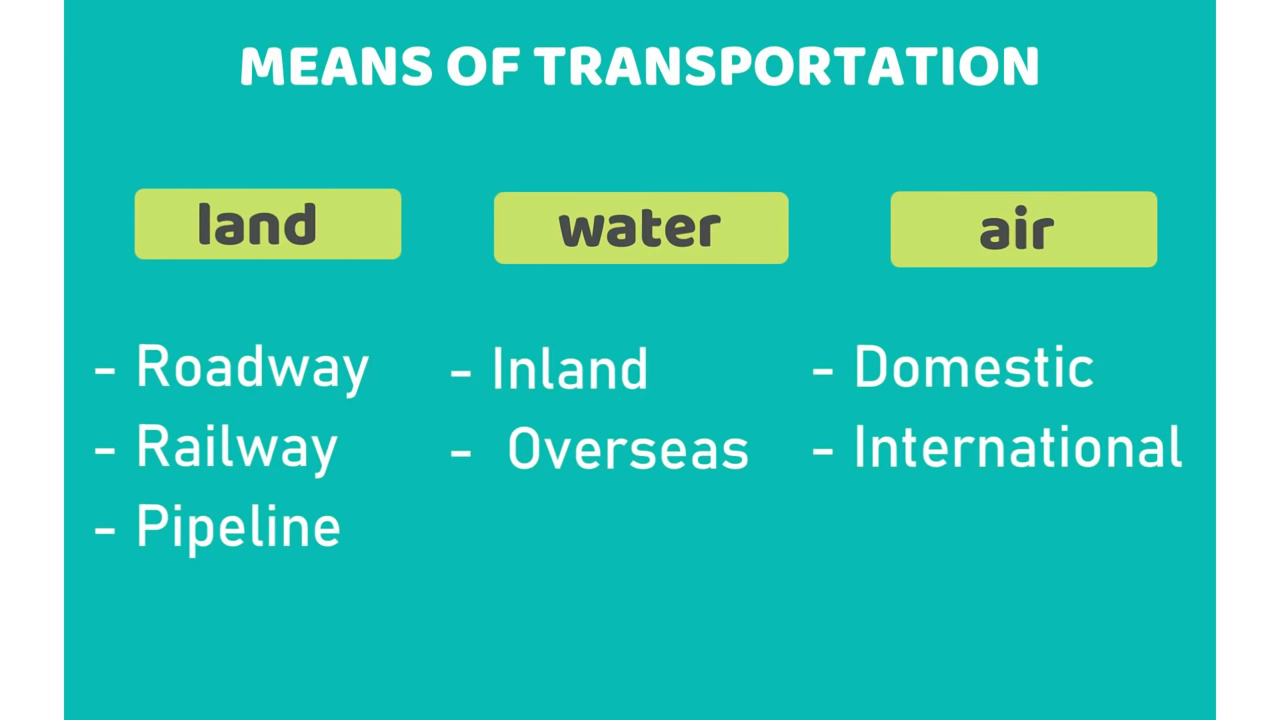 MEANS OF TRANSPORTATION
land
- Roadway
- Railway
- Pipeline
water
- Inland
- Overseas
air
- Domestic
- International